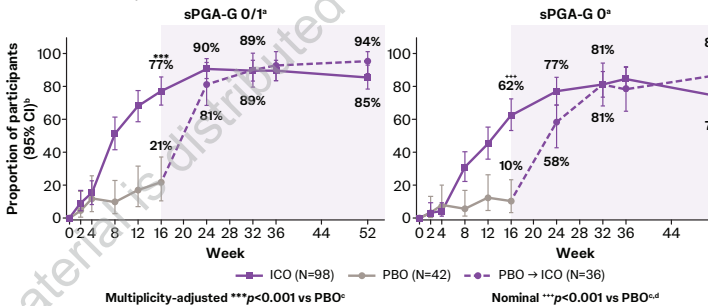 sPGA-G 0/1ᵃ
sPGA-G 0ᵃ
Proportion of participants
(95% CI)ᵇ
100
80
60
40
20
0
***
77%
90%
89%
94%
21%
81%
89%
85%
0 2 4 8 12 16 20 24 28 32 36 44 52
Week
100
80
60
40
20
0
+++
62%
77%
81%
10%
58%
81%
0 2 4 8 12 16 20 24 28 32 36 44
Week
ICO (N=98) PBO (N=42) PBO → ICO (N=36)
Multiplicity-adjusted ***p<0.001 vs PBOᶜ
Nominal +++p<0.001 vs PBOᶜ,ᵈ
aterial is distributed